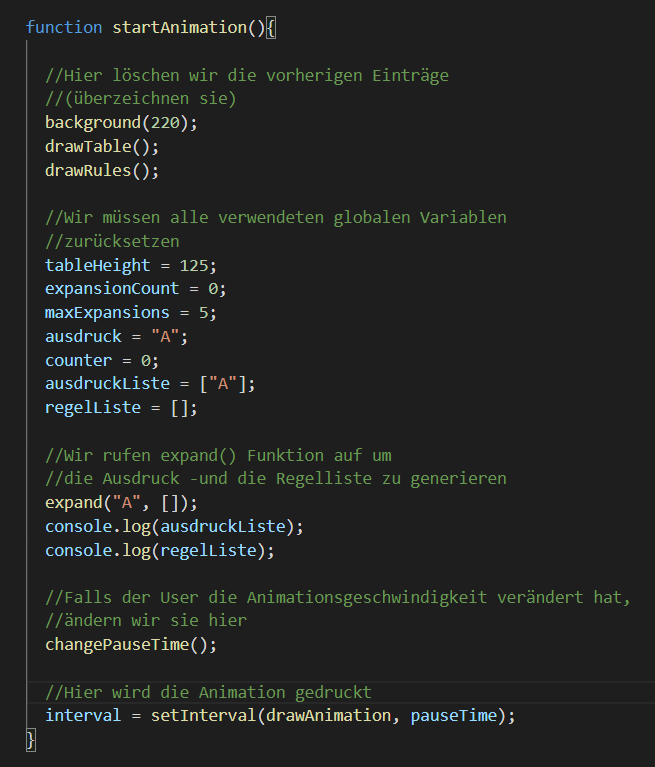 function startAnimation(){
//Hier löschen wir die vorherigen Einträge
//(überzeichnen sie)
background(220);
drawTable();
drawRules();
//Wir müssen alle verwendeten globalen Variablen
//zurücksetzen
tableHeight = 125;
expansionCount = 0;
maxExpansions = 5;
ausdruck = "A";
counter = 0;
ausdruckListe = ["A"];
regelListe = [];
//Wir rufen expand() Funktion auf um
//die Ausdruck -und die Regelliste zu generieren
expand("A", []);
console.log(ausdruckListe);
console.log(regelListe);
//Falls der User die Animationsgeschwindigkeit verändert hat,
//ändern wir sie hier
changePauseTime();
//Hier wird die Animation gedruckt
interval = setInterval(drawAnimation, pauseTime);
}